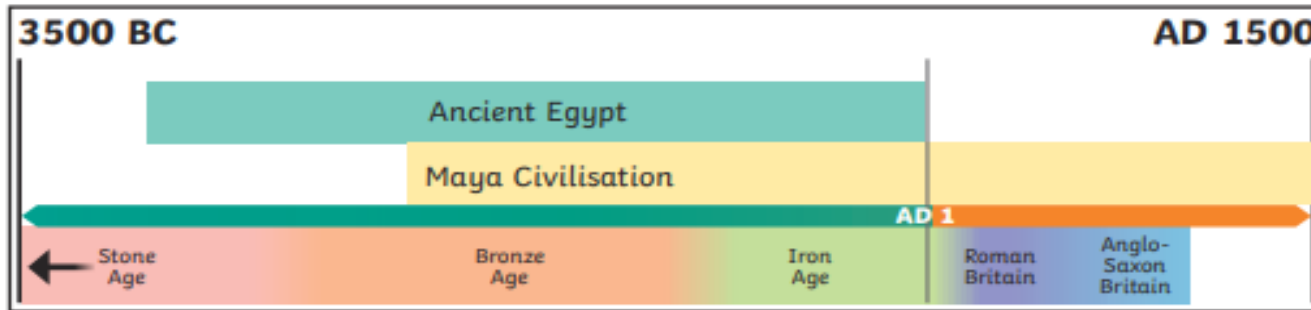 3500 BC
AD 1500
Ancient Egypt
Maya Civilisation
AD 1
Stone
Age
Bronze
Age
Iron
Age
Roman
Britain
Anglo-
Saxon
Britain